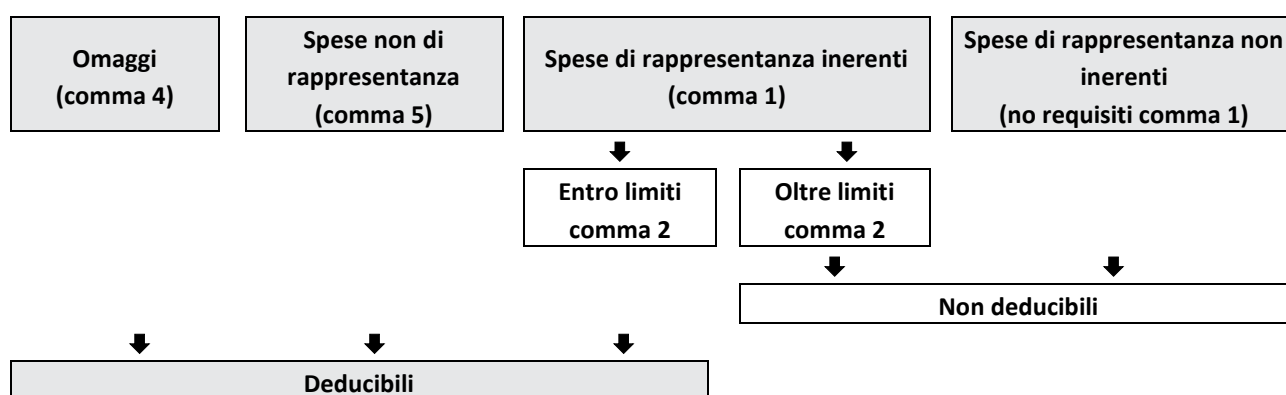 Omaggi
(comma 4)
Spese non di
rappresentanza
(comma 5)
Spese di rappresentanza inerenti
(comma 1)
Spese di rappresentanza non
inerenti
(no requisiti comma 1)
Entro limiti
comma 2
Oltre limiti
comma 2
Non deducibili
Deducibili